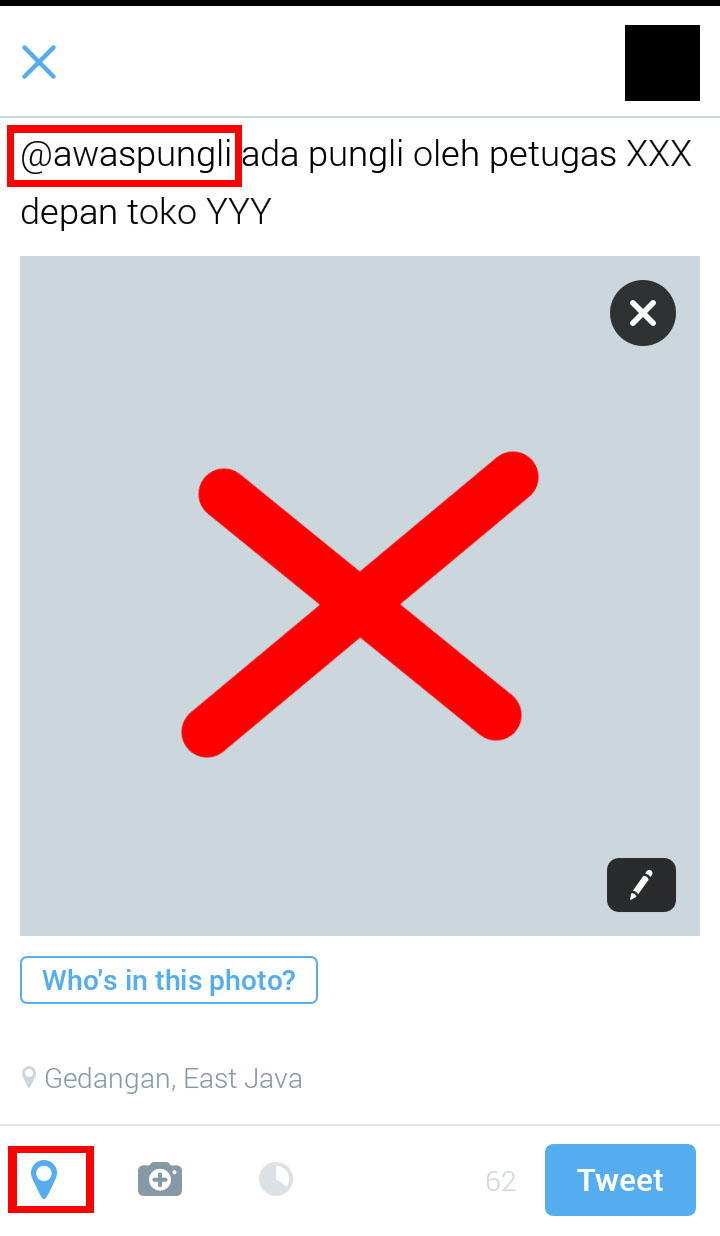 @awaspungli ada pungli oleh petugas XXX
depan toko YYY
Who's in this photo?
Gedangan, East Java
62
Tweet